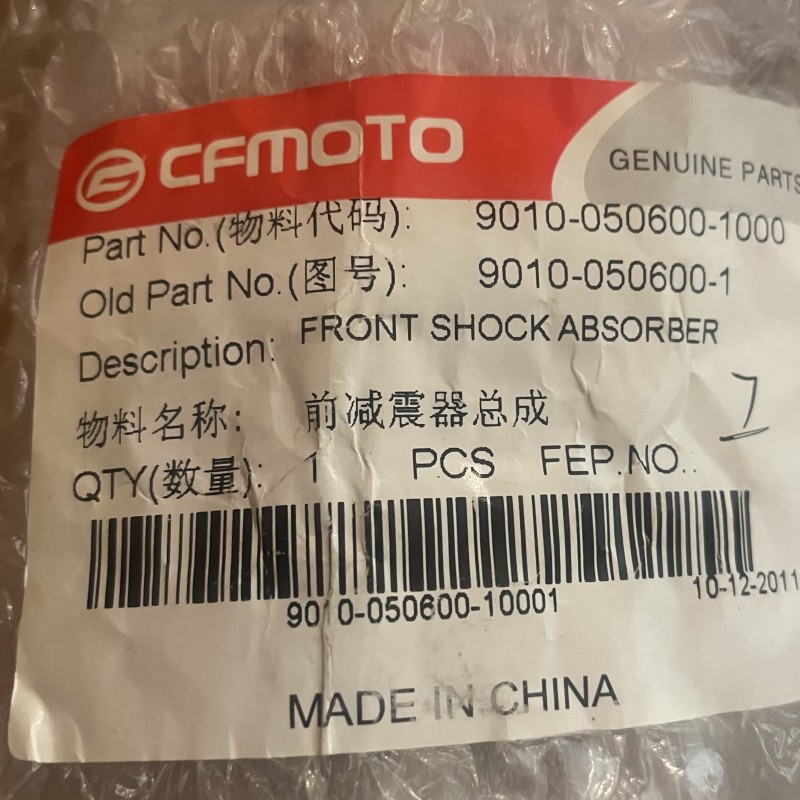 CFMOTO
GENUINE PARTS
Part No.(物料代码): 9010-050600-1000
Old Part No.(图号): 9010-050600-1
Description: FRONT SHOCK ABSORBER
物料名称: 前减震器总成
QTY(数量): 1 PCS FEP.NO.:
9010-050600-10001
10-12-2011
MADE IN CHINA